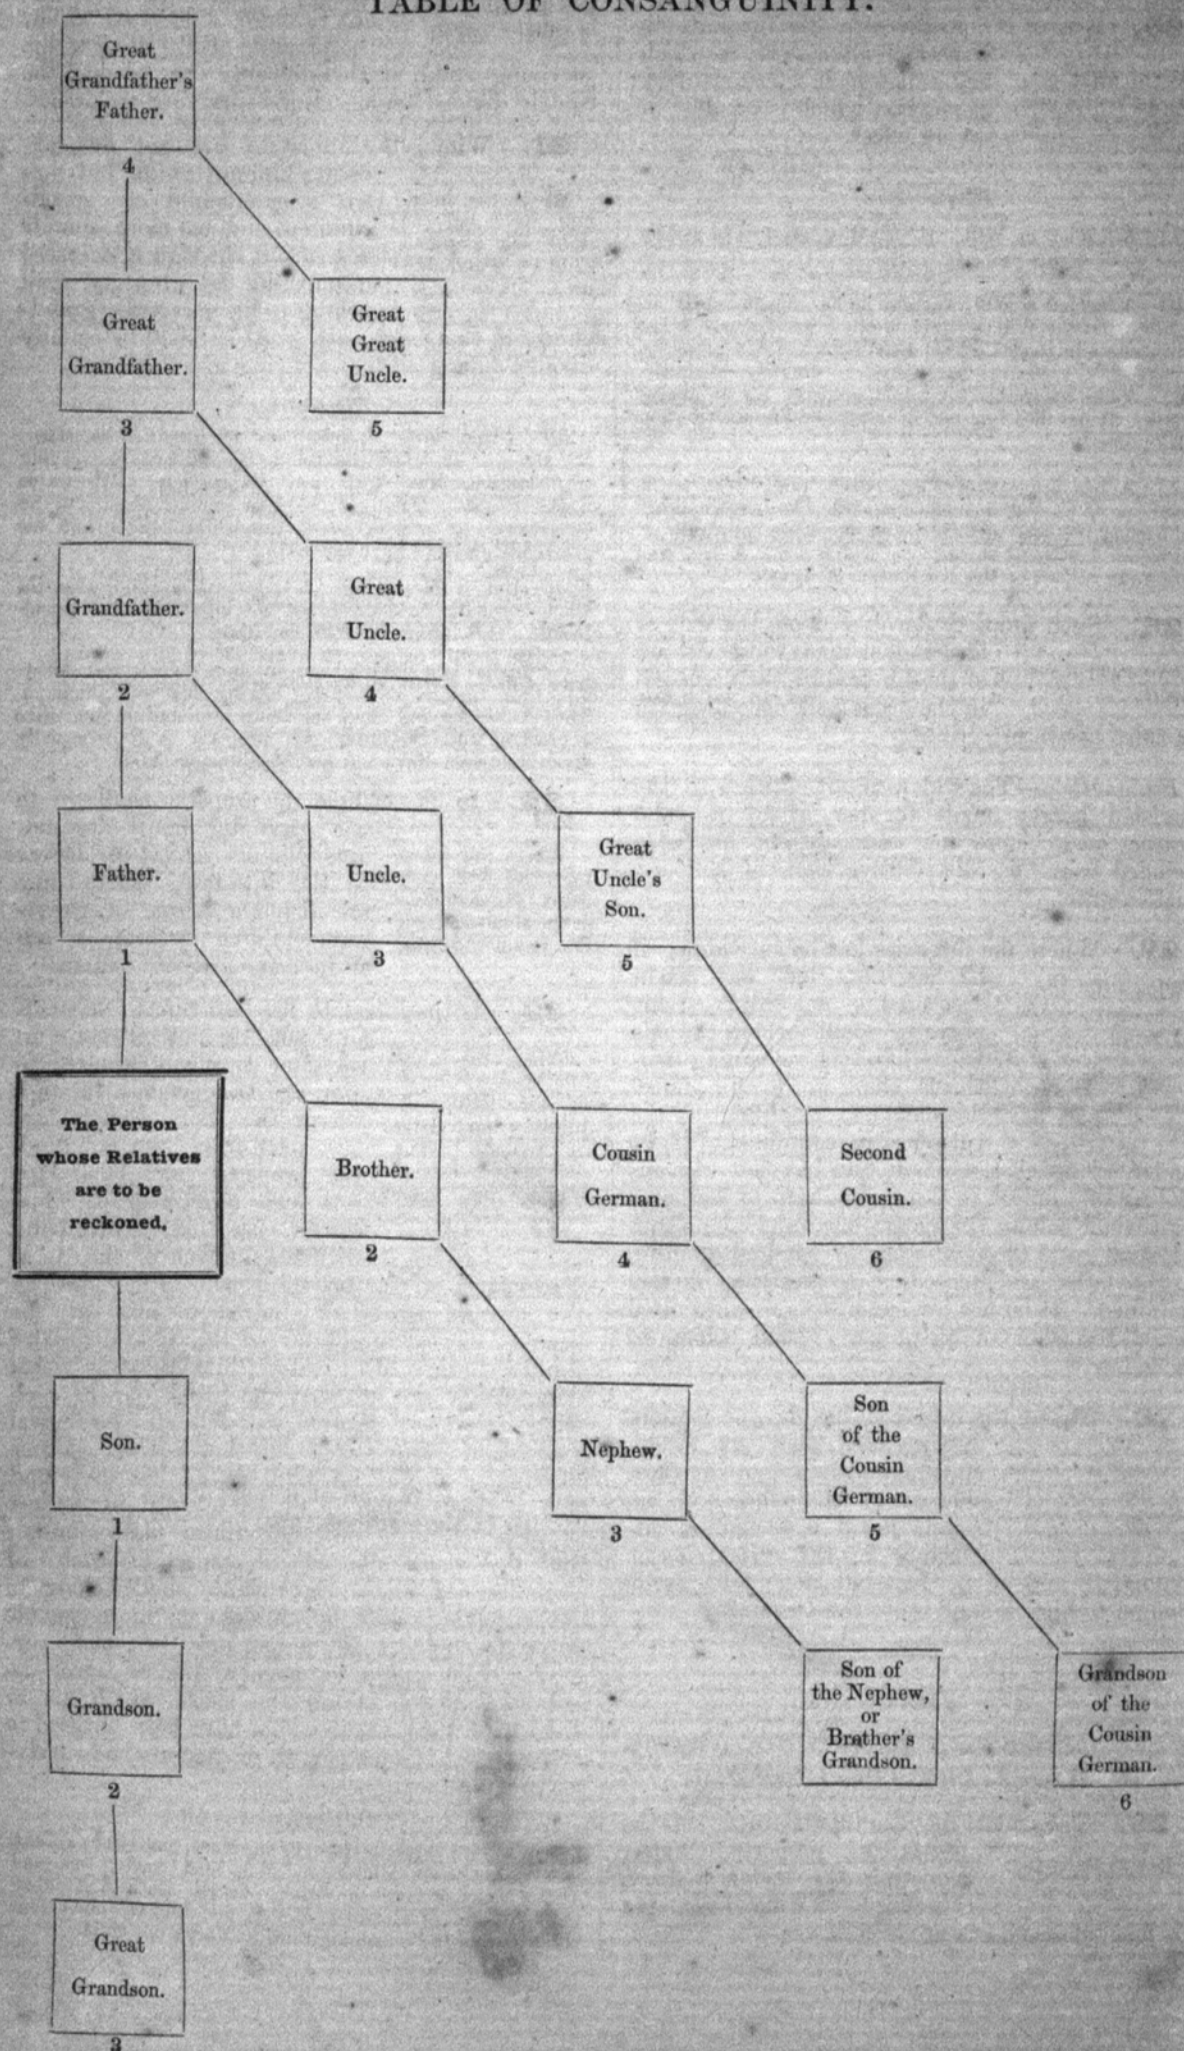 TABLE OF CONSANGUINITY.
Great
Grandfather's
Father.
4
Great
Grandfather.
3
Great
Great
Uncle.
5
Grandfather.
2
Great
Uncle.
4
Father.
1
Uncle.
3
Great
Uncle's
Son.
5
The Person
whose Relatives
are to be
reckoned.
Brother.
2
Cousin
German.
4
Second
Cousin.
6
Son.
1
Nephew.
3
Son
of the
Cousin
German.
5
Grandson.
2
Son of
the Nephew,
or
Brather's
Grandson.
Grandson
of the
Cousin
German.
6
Great
Grandson.
3